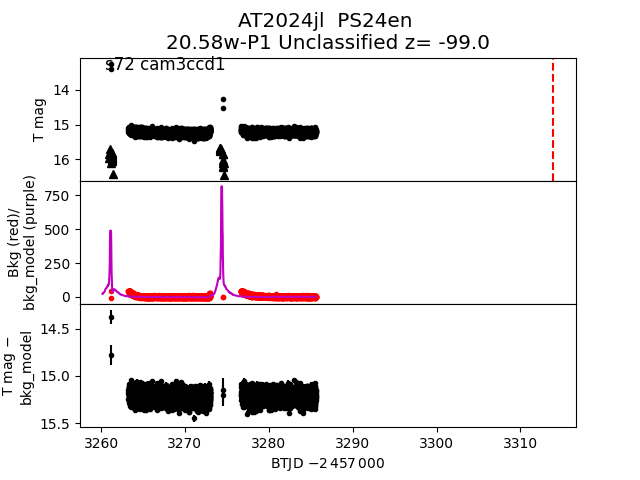 AT2024jl PS24en
20.58w-P1 Unclassified z= -99.0
s72 cam3ccd1
T mag
14
15
16
Bkg (red)/
bkg_model (purple)
750
500
250
0
T mag −
bkg_model
14.5
15.0
15.5
3260 3270 3280 3290 3300 3310
BTJD −2 457 000